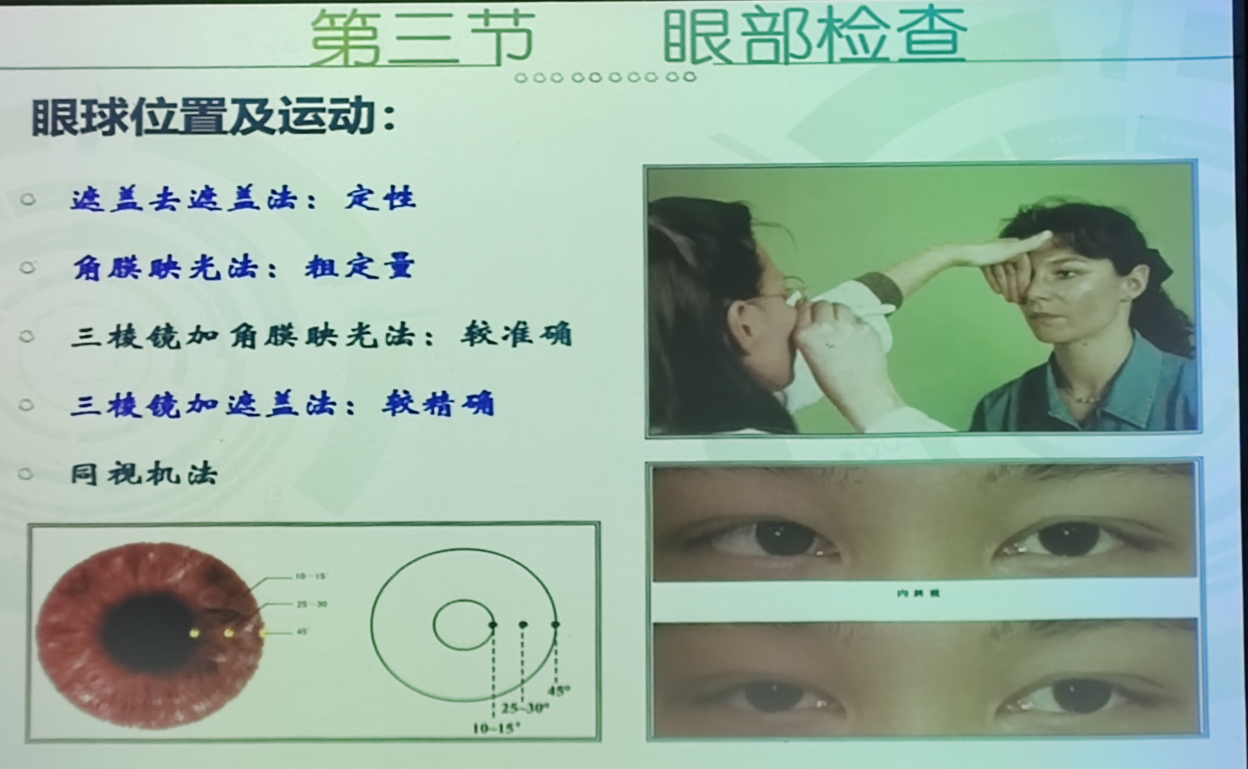 第三节 眼部检查
眼球位置及运动：
遮盖去遮盖法：定性
角膜映光法：粗定量
三棱镜加角膜映光法：较准确
三棱镜加遮盖法：较精确
同视机法
10—15°
25—30
45°
45°
25~30°
10~15°
内斜视